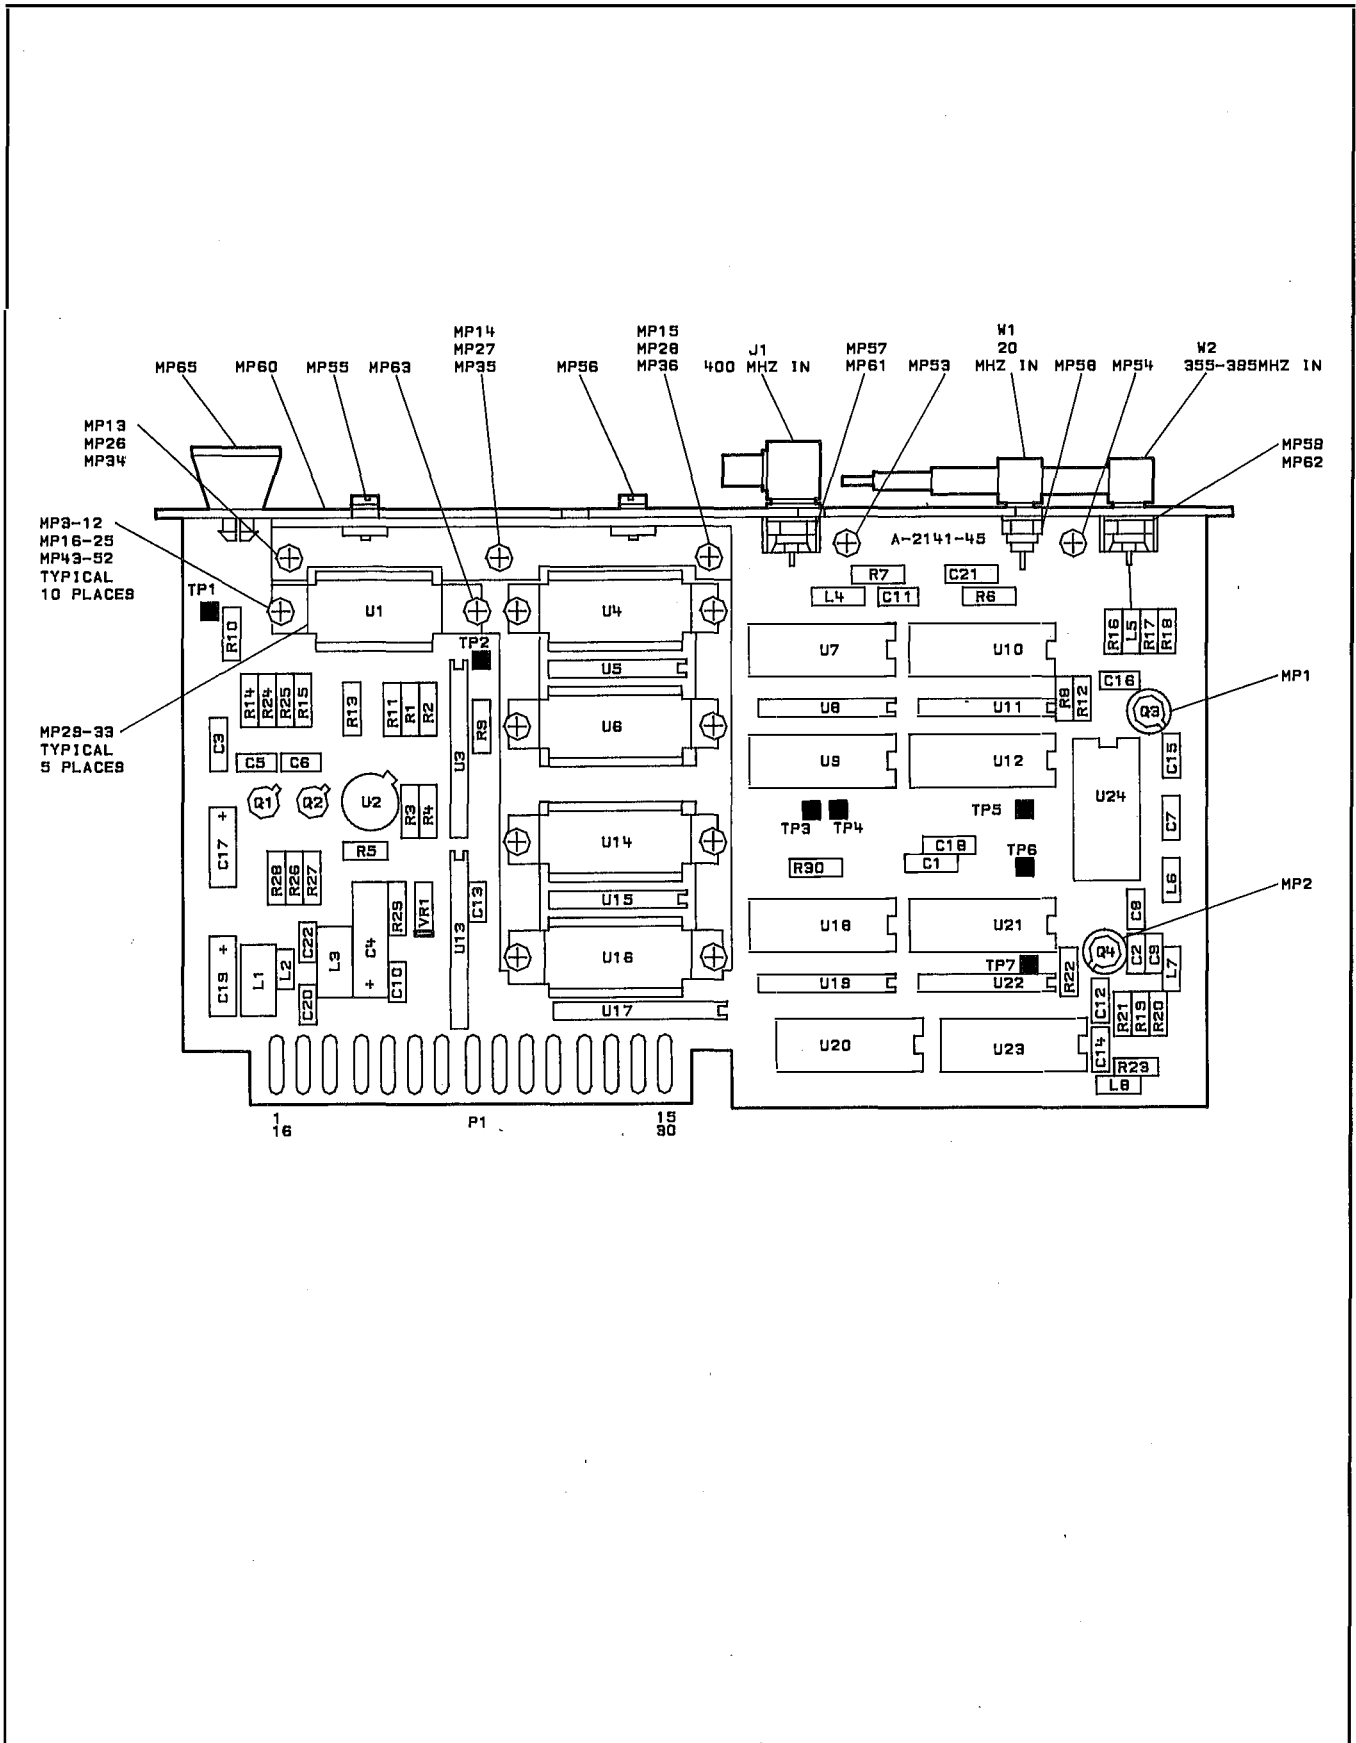 MP14
MP27
MP35
MP15
MP28
MP36
J1
400 MHZ IN
MP57
MP61
W1
20
MHZ IN
W2
355-385MHZ IN
MP65
MP60
MP55
MP63
MP56
MP53
MP58
MP54
MP13
MP26
MP34
MP59
MP62
MP3-12
MP16-25
MP43-52
TYPICAL
10 PLACES
A-2141-45
TP1
R10
U1
TP2
U4
R7
C21
L4
C11
R6
R16
L5
R17
R18
U5
U7
U10
MP1
R14
R24
R25
R15
R13
R11
R1
R2
R9
U6
U8
U11
R8
R12
C16
Q3
MP29-33
TYPICAL
5 PLACES
C3
C5
C6
U3
U9
U12
C15
Q1
Q2
U2
R3
R4
U24
TP3
TP4
TP5
C7
C17 +
R5
U14
C18
C1
TP6
R30
L6
MP2
R28
R26
R27
U15
R29
VR1
C13
C8
U18
U21
C22
L3
C4
+
U13
U16
Q4
C2
C9
L7
C19 +
L1
L2
C20
C10
TP7
R22
U19
U22
U17
C12
R21
R19
R20
U20
U23
C14
R23
L8
1
16
P1
15
30